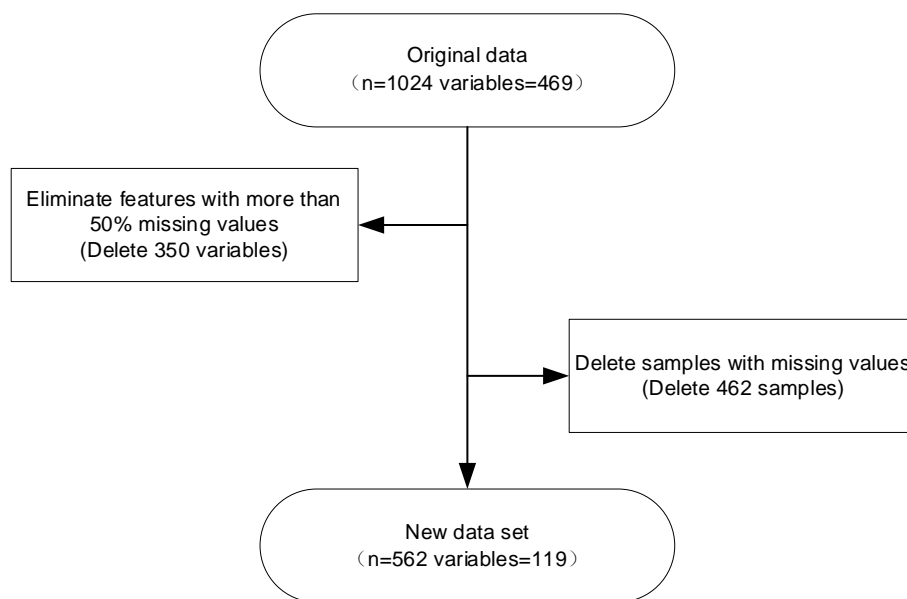 Original data
（n=1024 variables=469）
Eliminate features with more than
50% missing values
(Delete 350 variables)
Delete samples with missing values
(Delete 462 samples)
New data set
（n=562 variables=119）